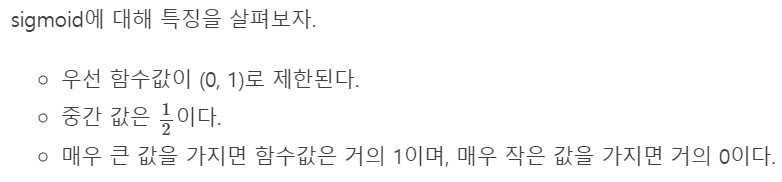 sigmoid에 대해 특징을 살펴보자.
◦ 우선 함수값이 (0, 1)로 제한된다.
◦ 중간 값은 $\frac{1}{2}$이다.
◦ 매우 큰 값을 가지면 함수값은 거의 1이며, 매우 작은 값을 가지면 거의 0이다.